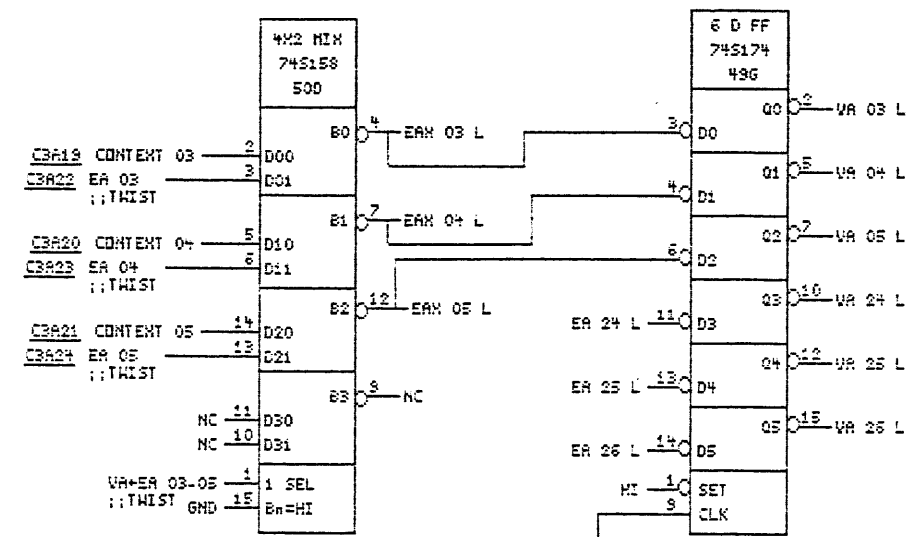 4X2 MIX
74S158
50D
B0
4
EAX 03 L
C3A19 CONTEXT 03
2
D00
C3A22 EA 03
3
D01
;;TWIST
B1
7
EAX 04 L
C3A20 CONTEXT 04
5
D10
C3A23 EA 04
6
D11
;;TWIST
B2
12
EAX 05 L
C3A21 CONTEXT 05
14
D20
C3A24 EA 05
13
D21
;;TWIST
B3
9
NC
NC
11
D30
NC
10
D31
VA←EA 03-05
1
1 SEL
;;TWIST
GND
15
Bn=HI
6 D FF
74S174
49G
Q0
2
VA 03 L
3
D0
Q1
5
VA 04 L
4
D1
Q2
7
VA 05 L
6
D2
Q3
10
VA 24 L
EA 24 L
11
D3
Q4
12
VA 25 L
EA 25 L
13
D4
Q5
15
VA 26 L
EA 26 L
14
D5
HI
1
SET
9
CLK